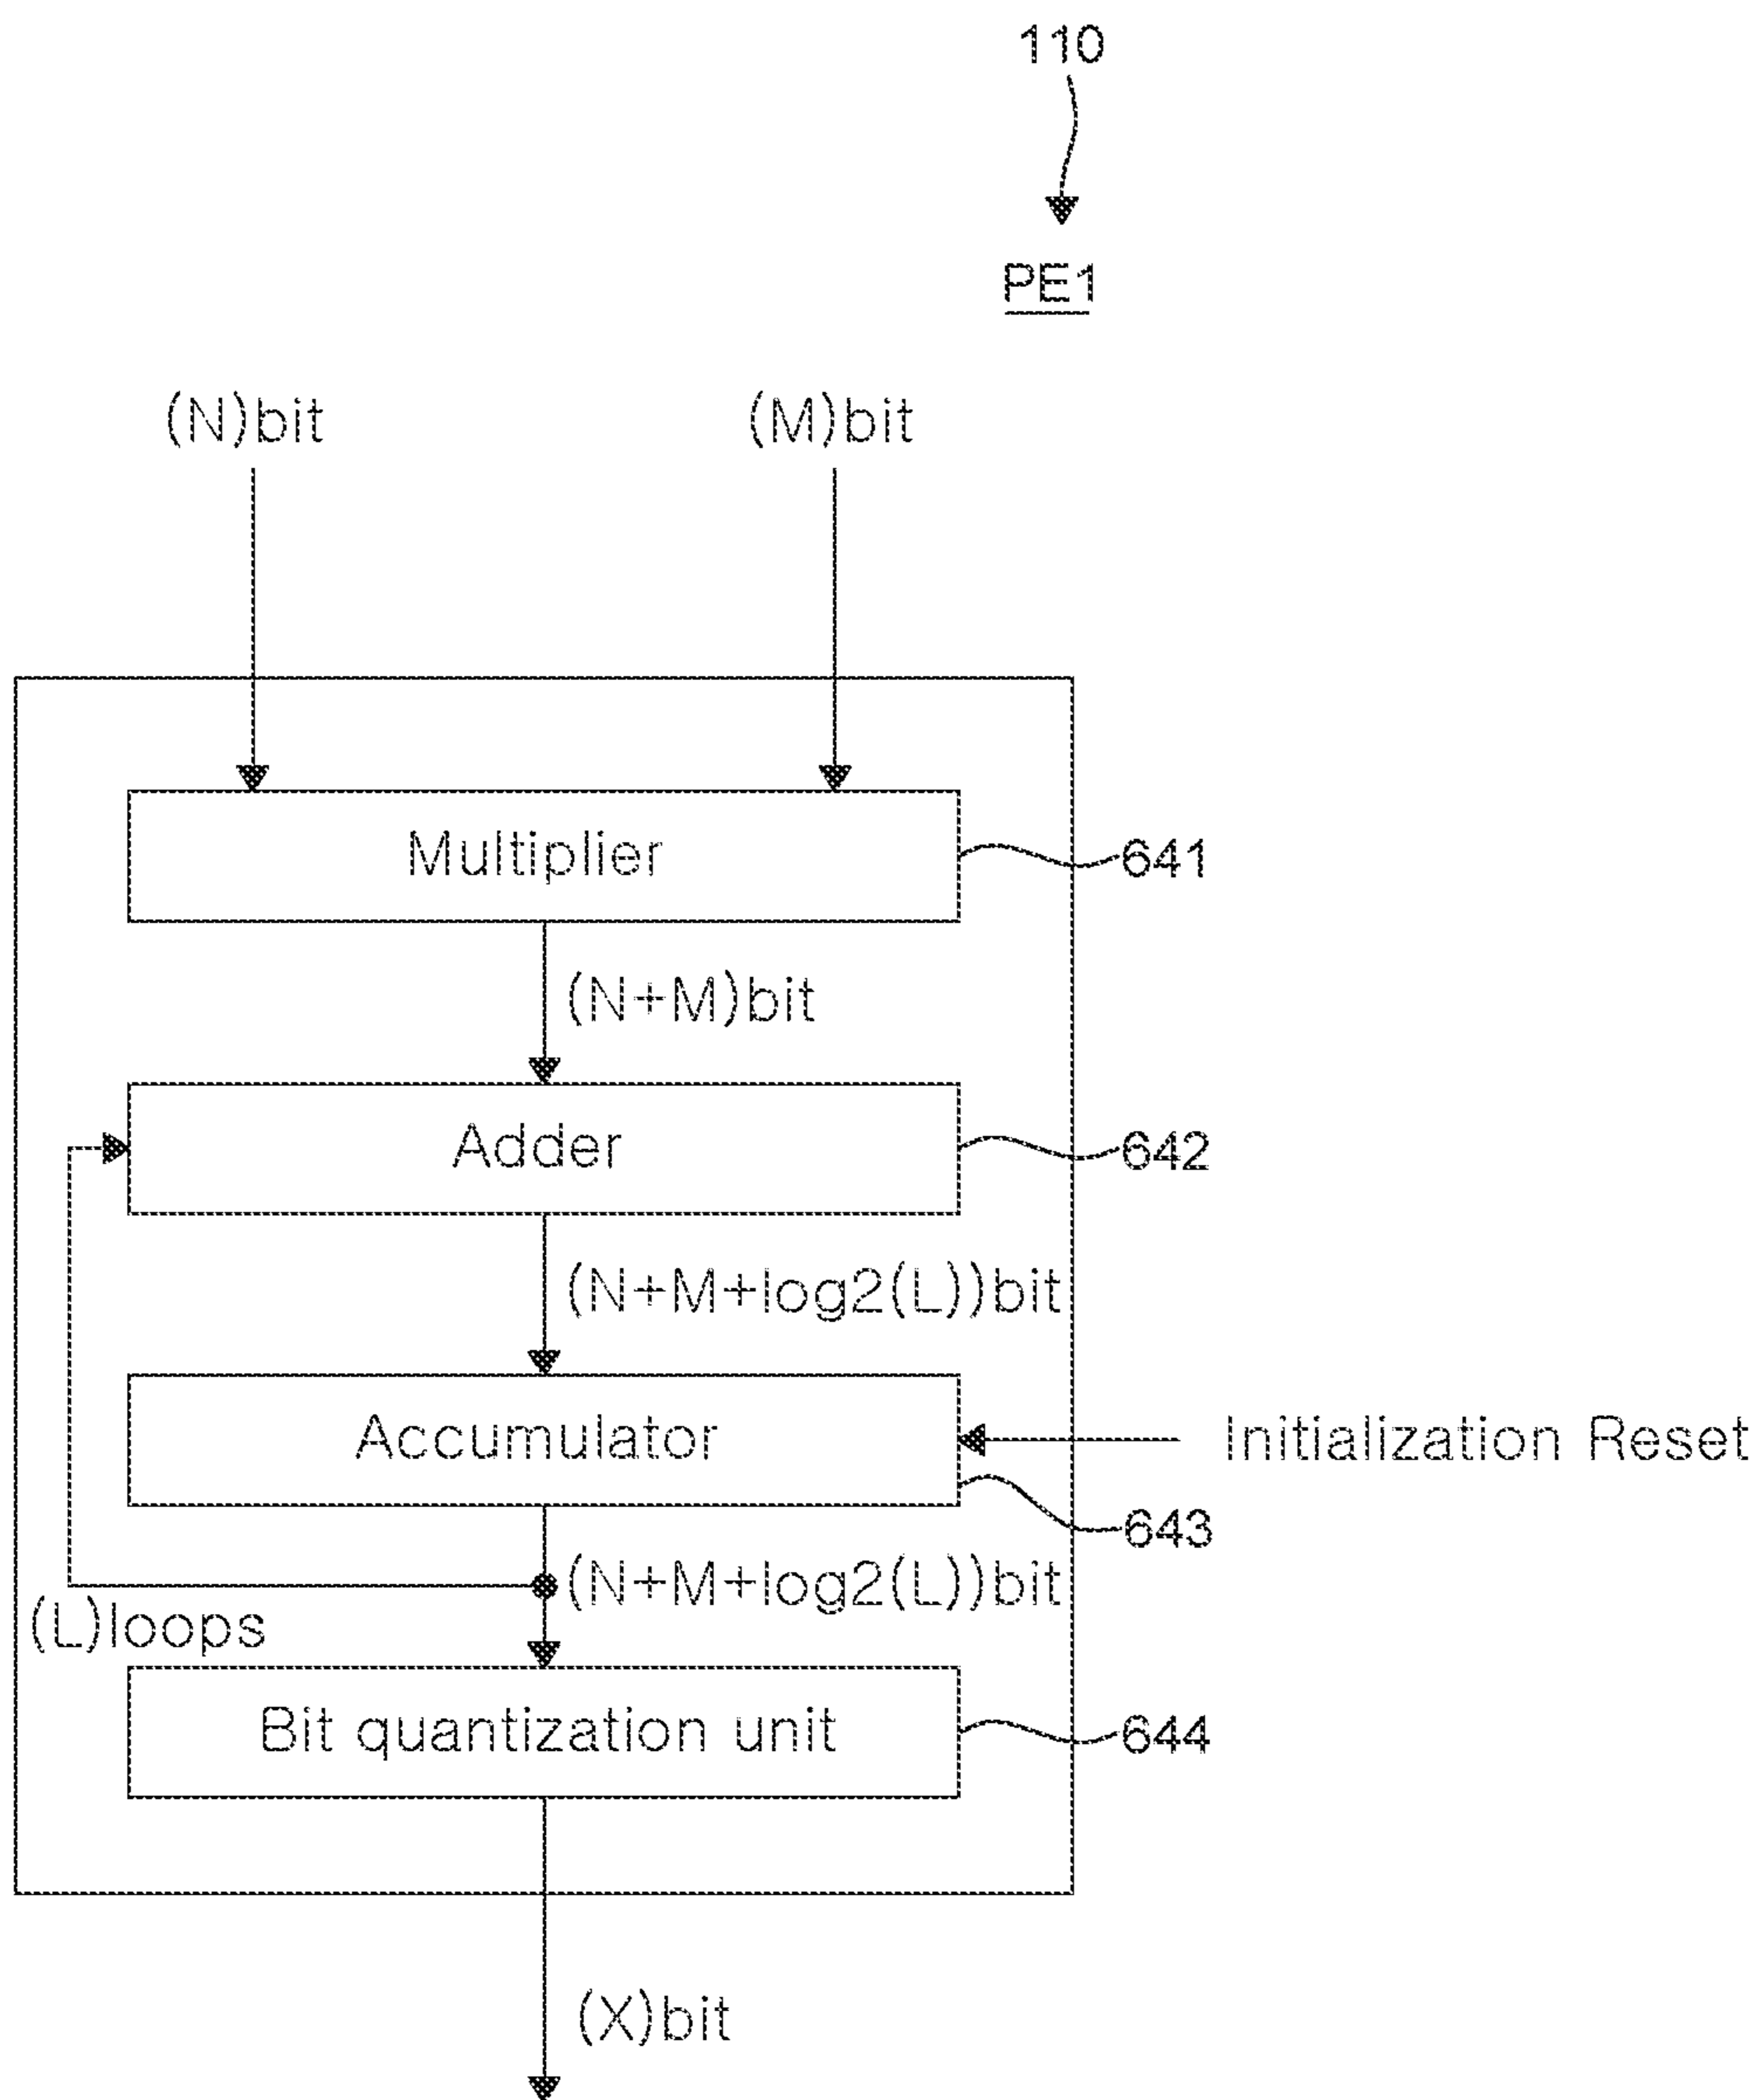 110
PE1
(N)bit
(M)bit
Multiplier
641
(N+M)bit
Adder
642
(N+M+log2(L))bit
Accumulator
Initialization Reset
643
(N+M+log2(L))bit
(L)loops
Bit quantization unit
644
(X)bit